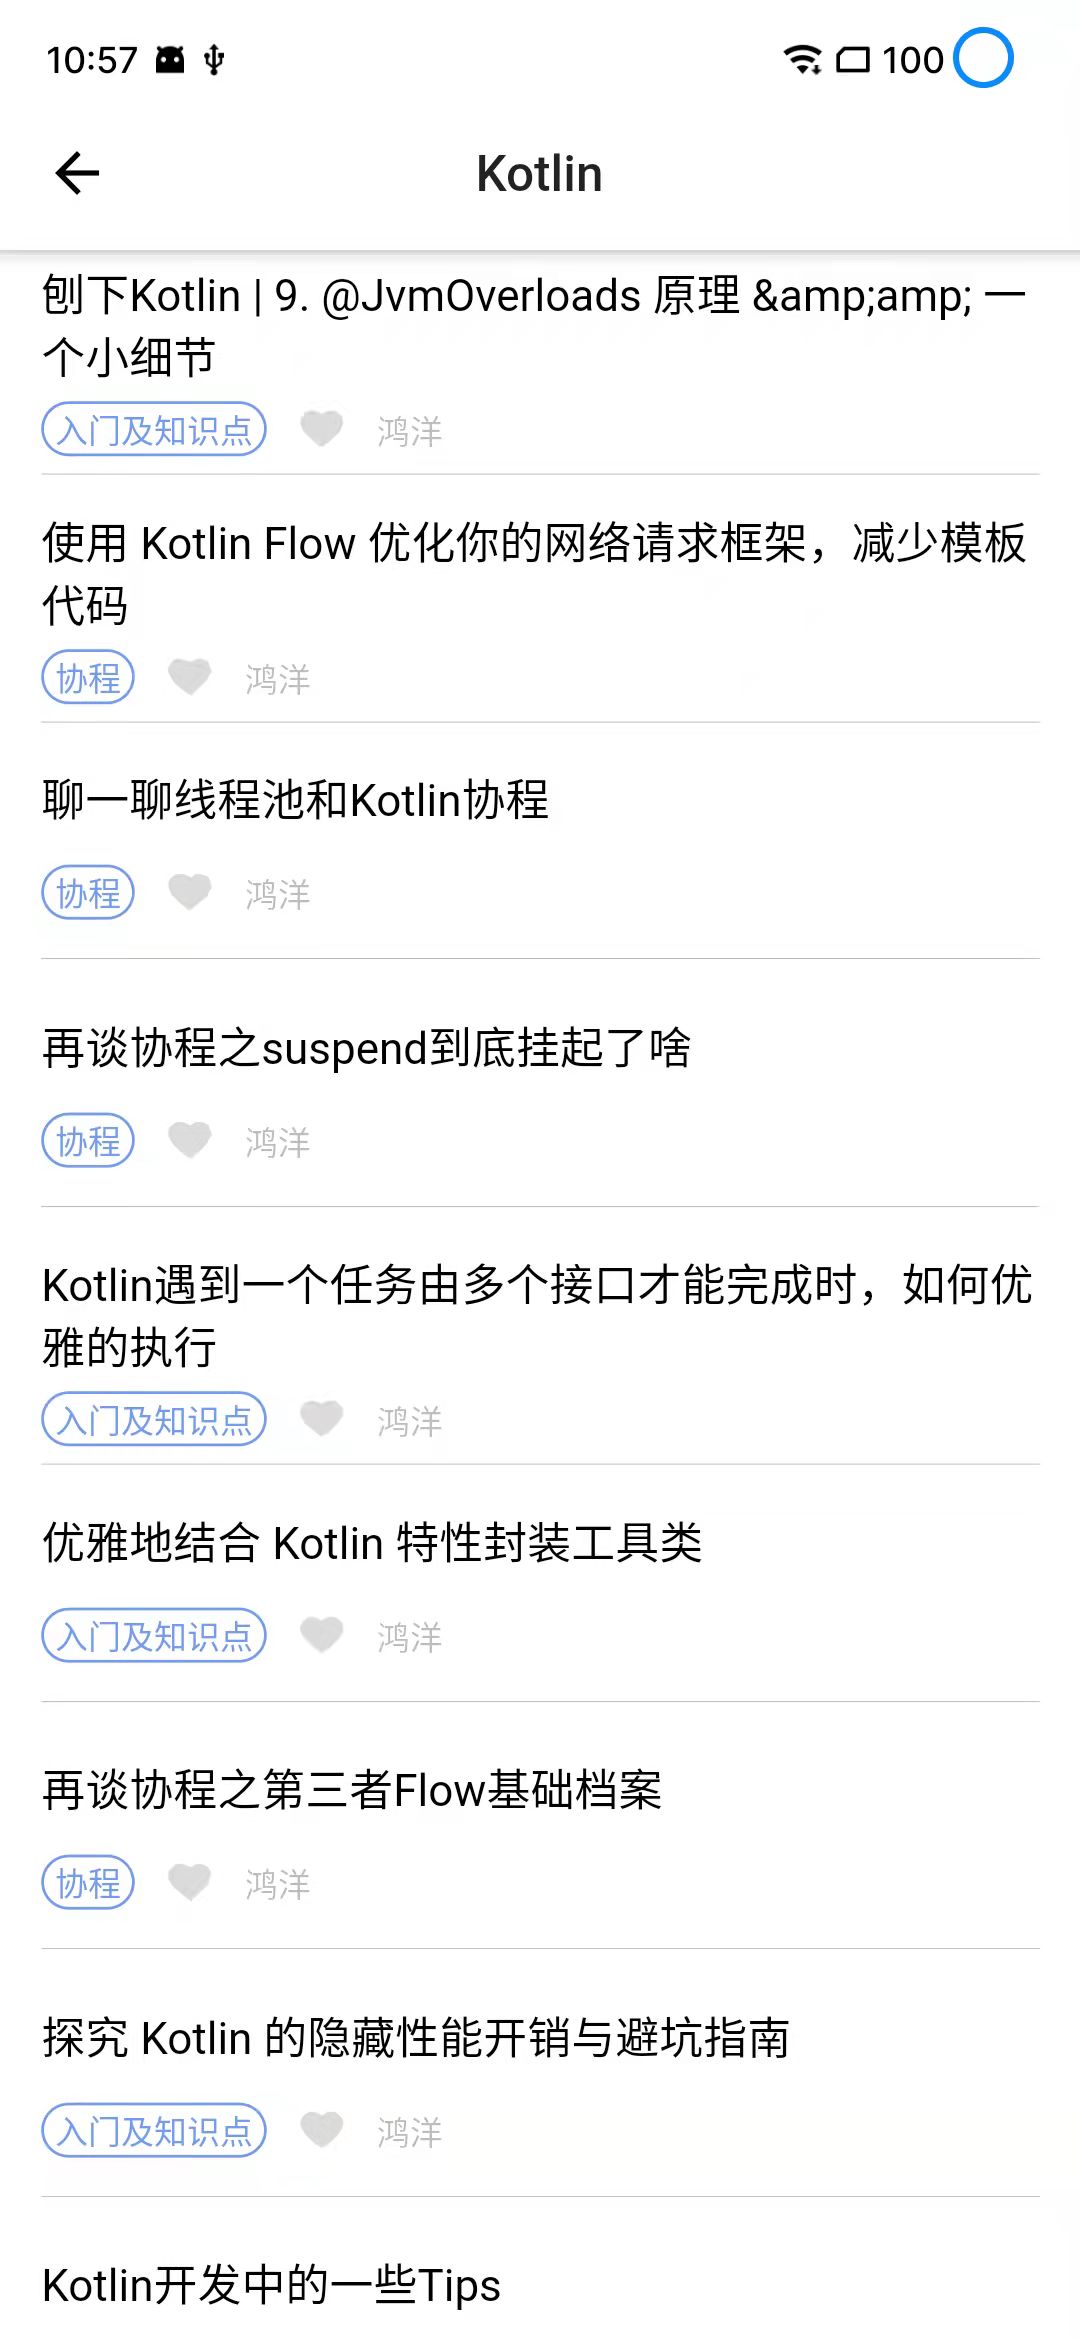 10:57
100
Kotlin
刨下Kotlin | 9. @JvmOverloads 原理 &amp;amp; 一
个小细节
入门及知识点 鸿洋
使用 Kotlin Flow 优化你的网络请求框架，减少模板
代码
协程 鸿洋
聊一聊线程池和Kotlin协程
协程 鸿洋
再谈协程之suspend到底挂起了啥
协程 鸿洋
Kotlin遇到一个任务由多个接口才能完成时，如何优
雅的执行
入门及知识点 鸿洋
优雅地结合 Kotlin 特性封装工具类
入门及知识点 鸿洋
再谈协程之第三者Flow基础档案
协程 鸿洋
探究 Kotlin 的隐藏性能开销与避坑指南
入门及知识点 鸿洋
Kotlin开发中的一些Tips